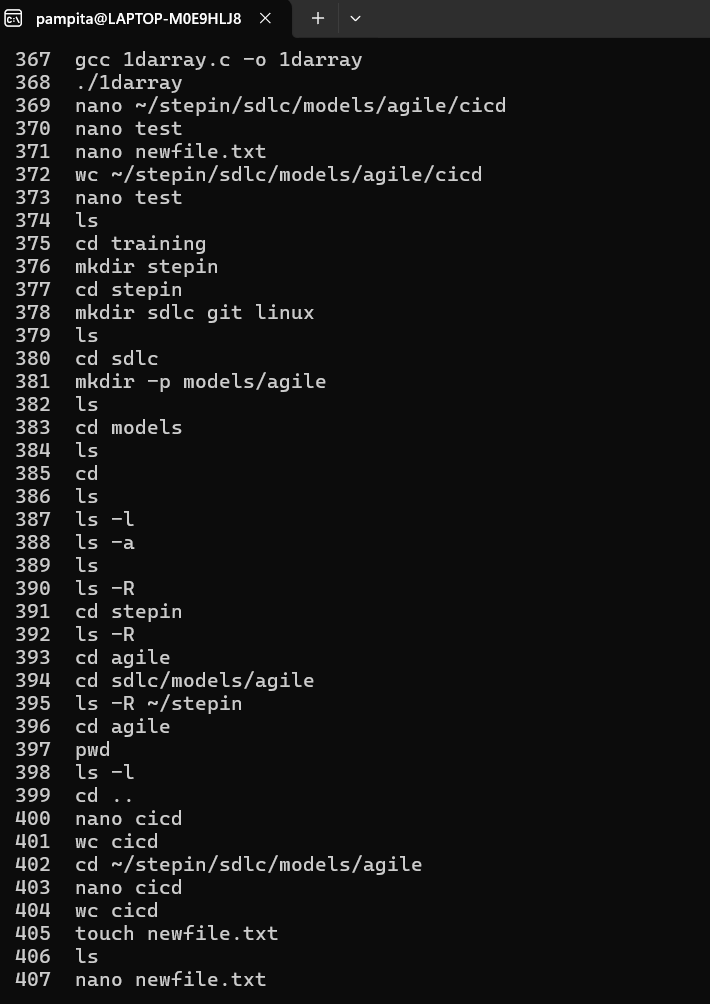 pampita@LAPTOP-M0E9HLJ8
367 gcc 1darray.c -o 1darray
368 ./1darray
369 nano ~/stepin/sdlc/models/agile/cicd
370 nano test
371 nano newfile.txt
372 wc ~/stepin/sdlc/models/agile/cicd
373 nano test
374 ls
375 cd training
376 mkdir stepin
377 cd stepin
378 mkdir sdlc git linux
379 ls
380 cd sdlc
381 mkdir -p models/agile
382 ls
383 cd models
384 ls
385 cd
386 ls
387 ls -l
388 ls -a
389 ls
390 ls -R
391 cd stepin
392 ls -R
393 cd agile
394 cd sdlc/models/agile
395 ls -R ~/stepin
396 cd agile
397 pwd
398 ls -l
399 cd ..
400 nano cicd
401 wc cicd
402 cd ~/stepin/sdlc/models/agile
403 nano cicd
404 wc cicd
405 touch newfile.txt
406 ls
407 nano newfile.txt